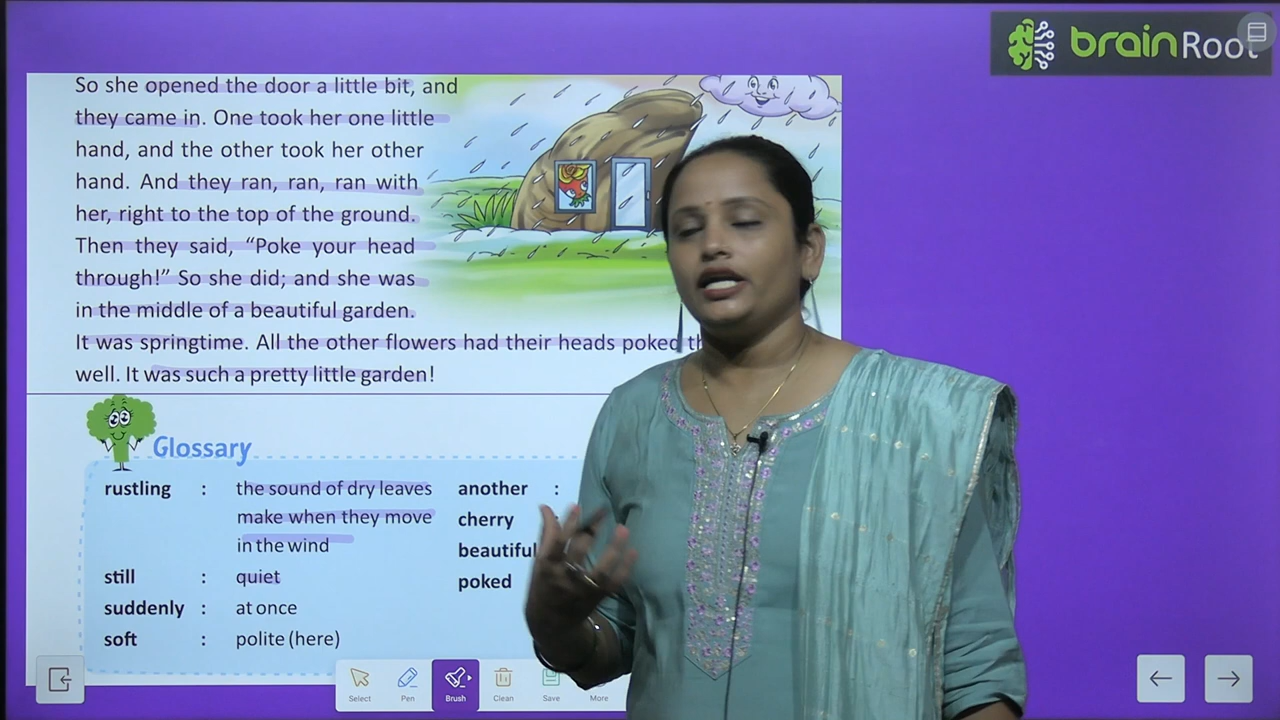 brainRoot
So she opened the door a little bit, and
they came in. One took her one little
hand, and the other took her other
hand. And they ran, ran, ran with
her, right to the top of the ground.
Then they said, “Poke your head
through!” So she did; and she was
in the middle of a beautiful garden.
It was springtime. All the other flowers had their heads poked
well. It was such a pretty little garden!
Glossary
rustling : the sound of dry leaves
make when they move
in the wind
still : quiet
suddenly : at once
soft : polite (here)
another :
cherry
beautiful
poked
Select Pen Brush Clean Save More